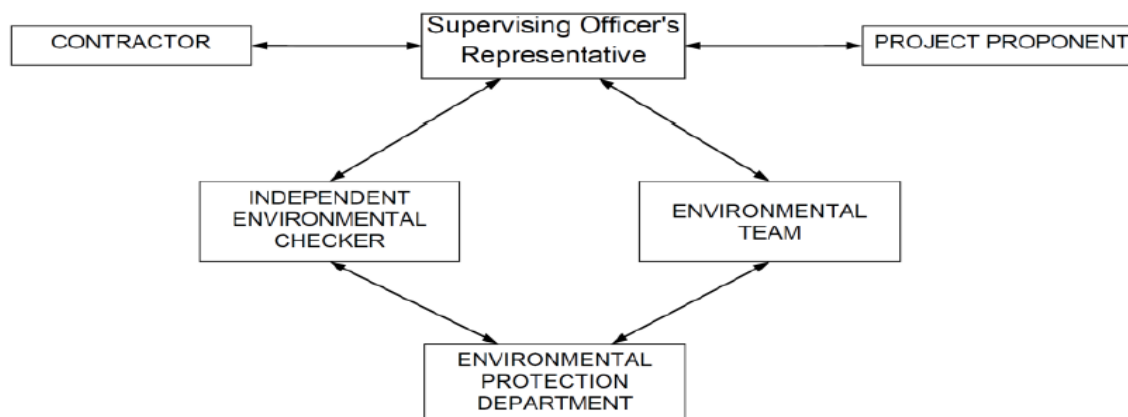 CONTRACTOR
Supervising Officer's
Representative
PROJECT PROPONENT
INDEPENDENT
ENVIRONMENTAL
CHECKER
ENVIRONMENTAL
TEAM
ENVIRONMENTAL
PROTECTION
DEPARTMENT